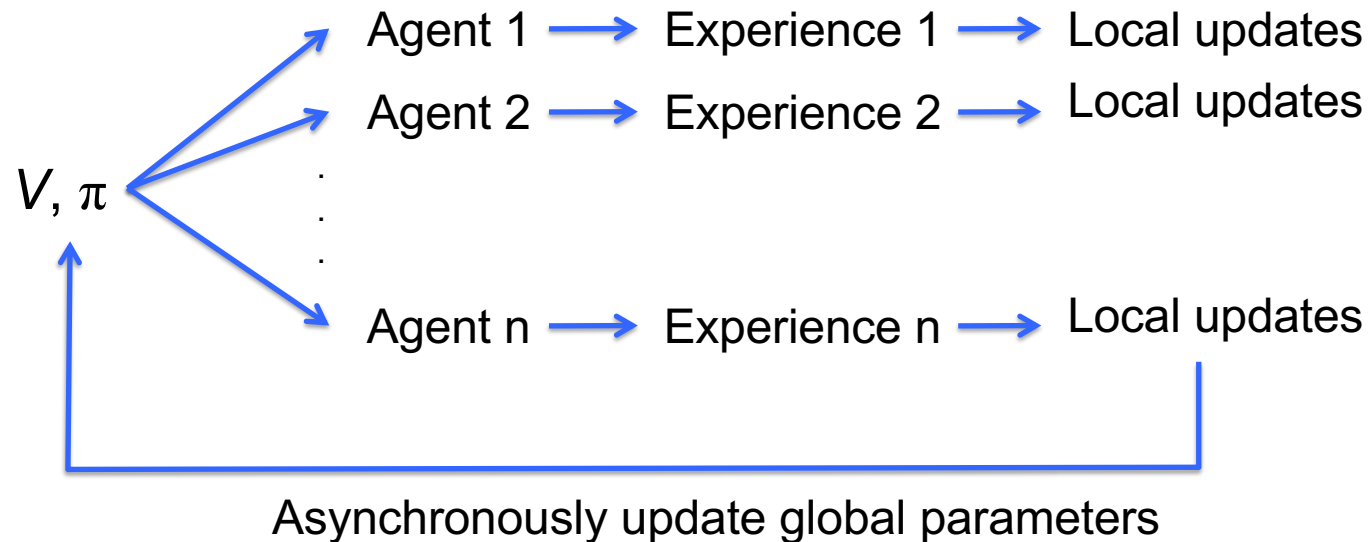 Agent 1 Experience 1 Local updates
Agent 2 Experience 2 Local updates
V, π
.
.
.
Agent n Experience n Local updates
Asynchronously update global parameters